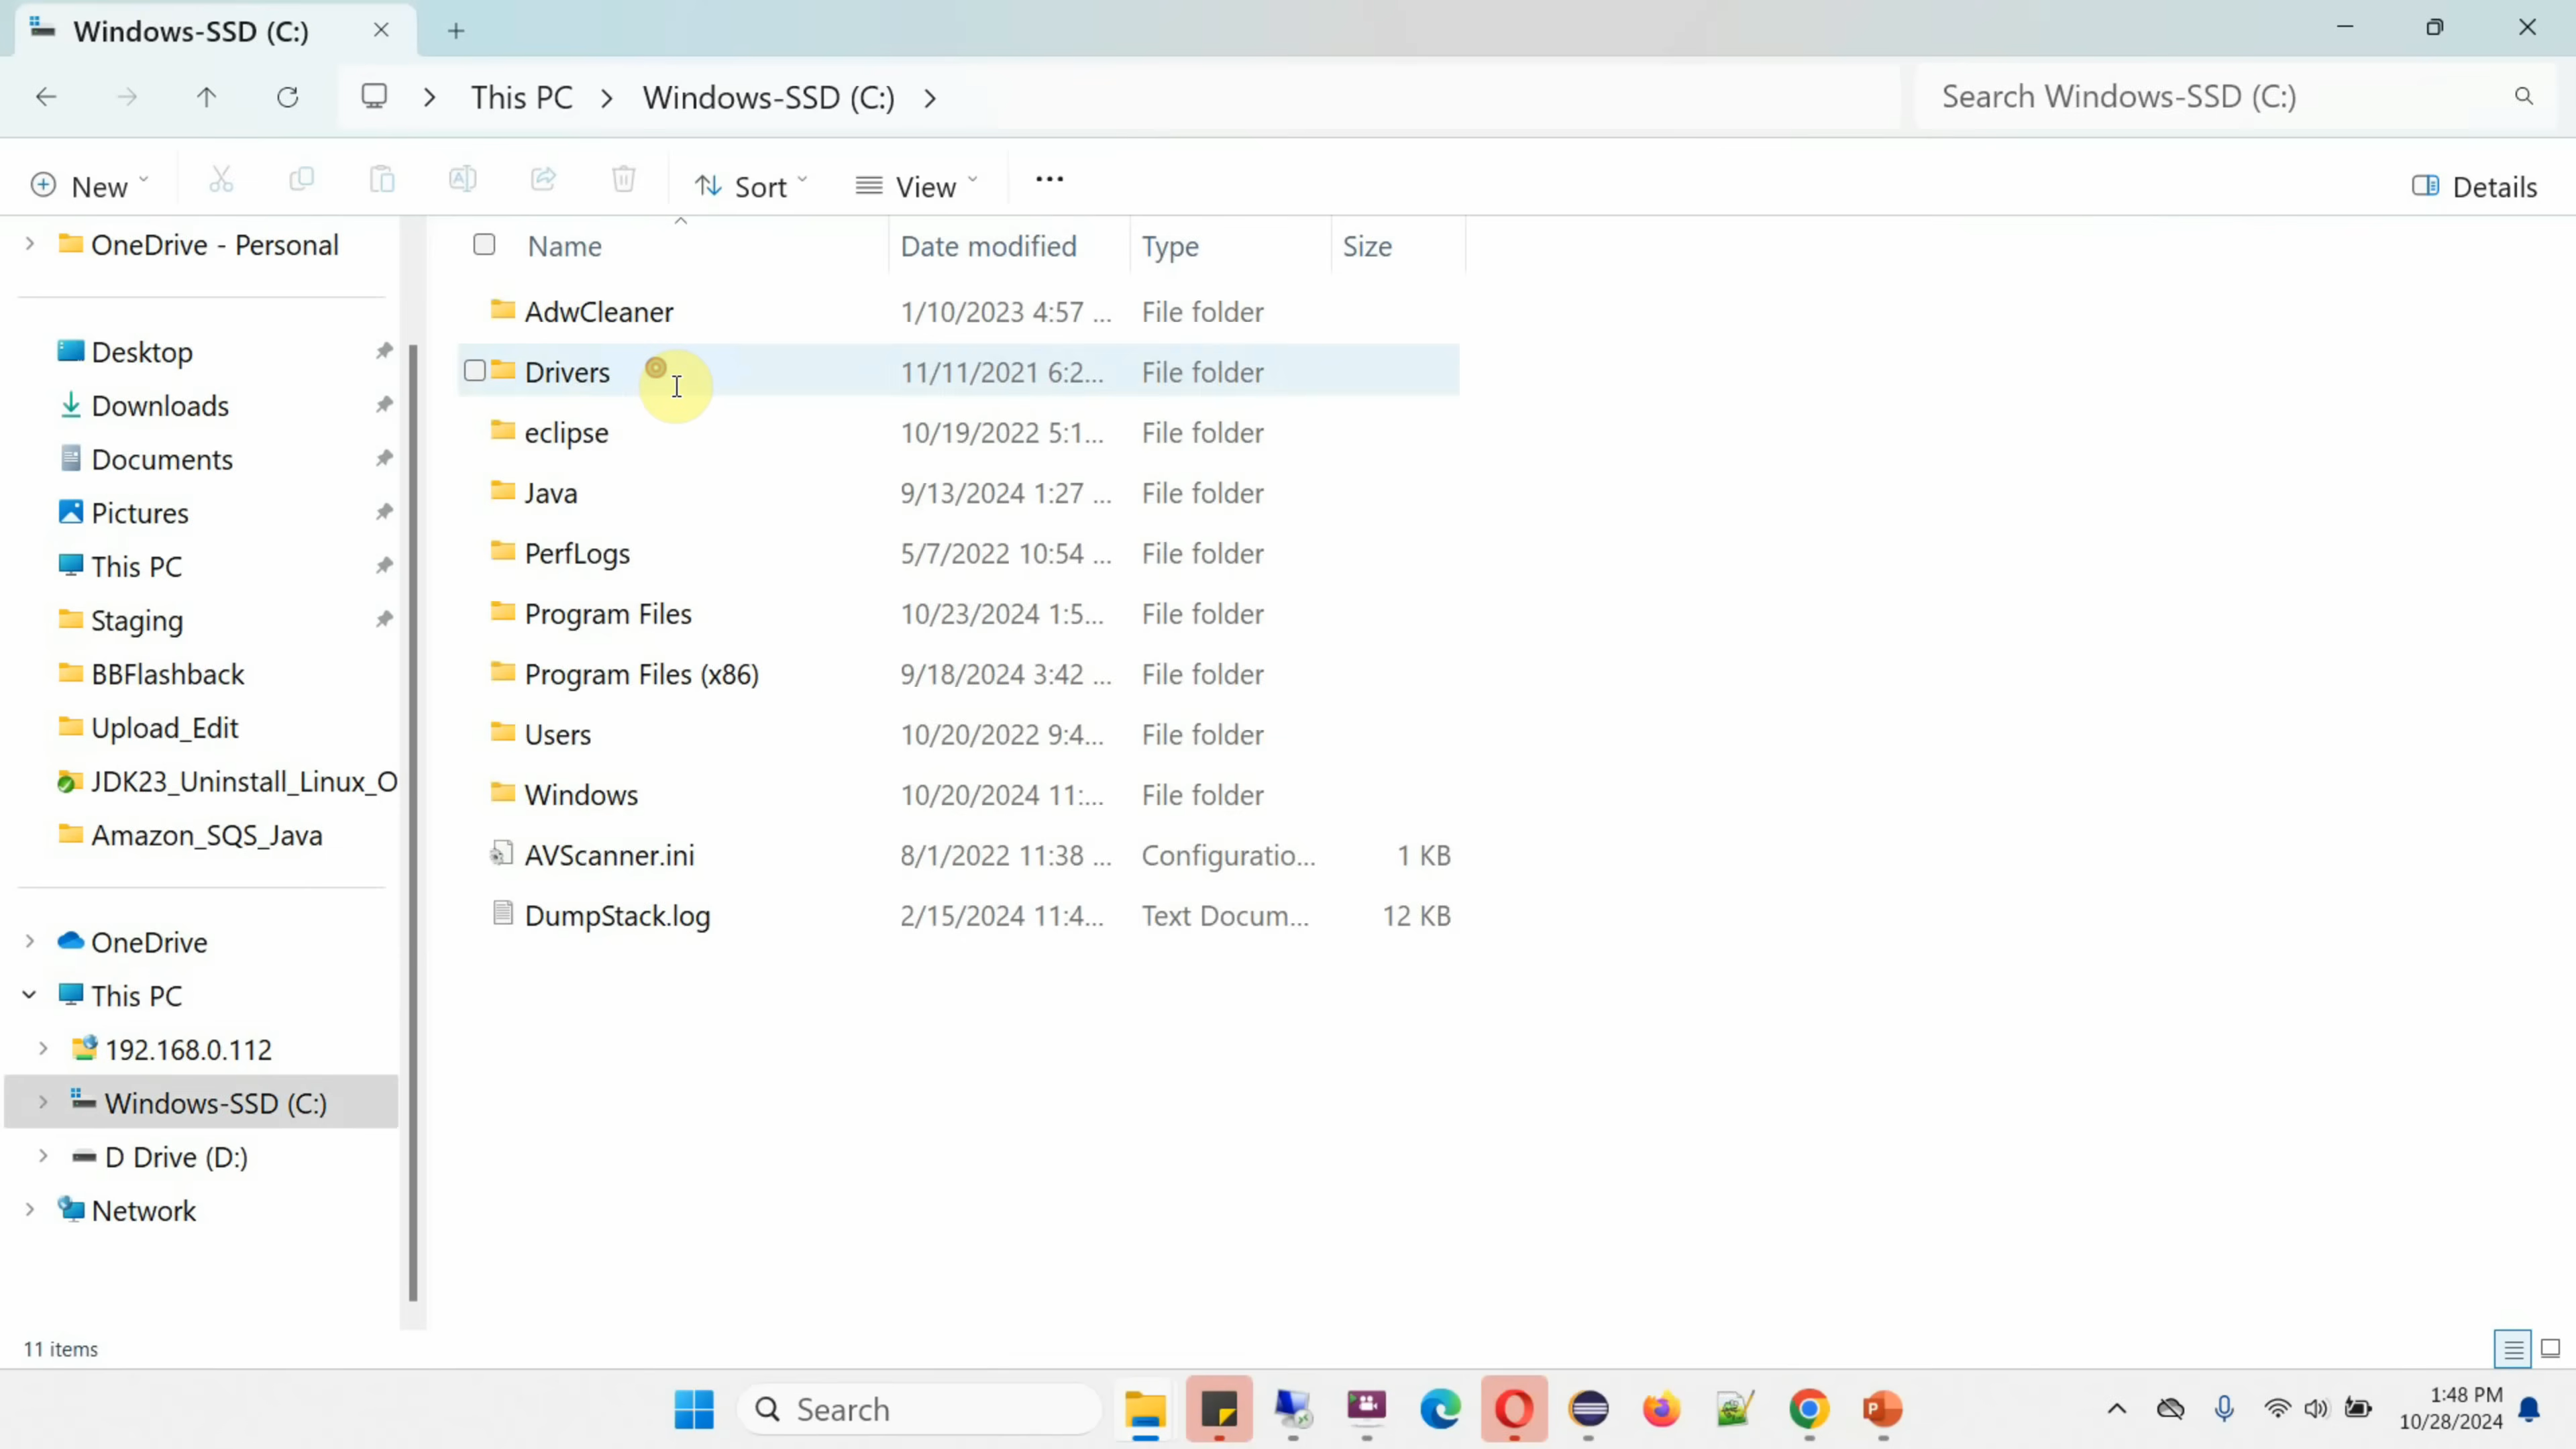 Windows-SSD (C:)
This PC > Windows-SSD (C:) >
Search Windows-SSD (C:)
New
Sort
View
Details
OneDrive - Personal
Desktop
Downloads
Documents
Pictures
This PC
Staging
BBFlashback
Upload_Edit
JDK23_Uninstall_Linux_O
Amazon_SQS_Java
OneDrive
This PC
192.168.0.112
Windows-SSD (C:)
D Drive (D:)
Network
Name Date modified Type Size
AdwCleaner 1/10/2023 4:57 ... File folder
Drivers 11/11/2021 6:2... File folder
eclipse 10/19/2022 5:1... File folder
Java 9/13/2024 1:27 ... File folder
PerfLogs 5/7/2022 10:54 ... File folder
Program Files 10/23/2024 1:5... File folder
Program Files (x86) 9/18/2024 3:42 ... File folder
Users 10/20/2022 9:4... File folder
Windows 10/20/2024 11:... File folder
AVScanner.ini 8/1/2022 11:38 ... Configuratio... 1 KB
DumpStack.log 2/15/2024 11:4... Text Docum... 12 KB
11 items
Search
1:48 PM
10/28/2024